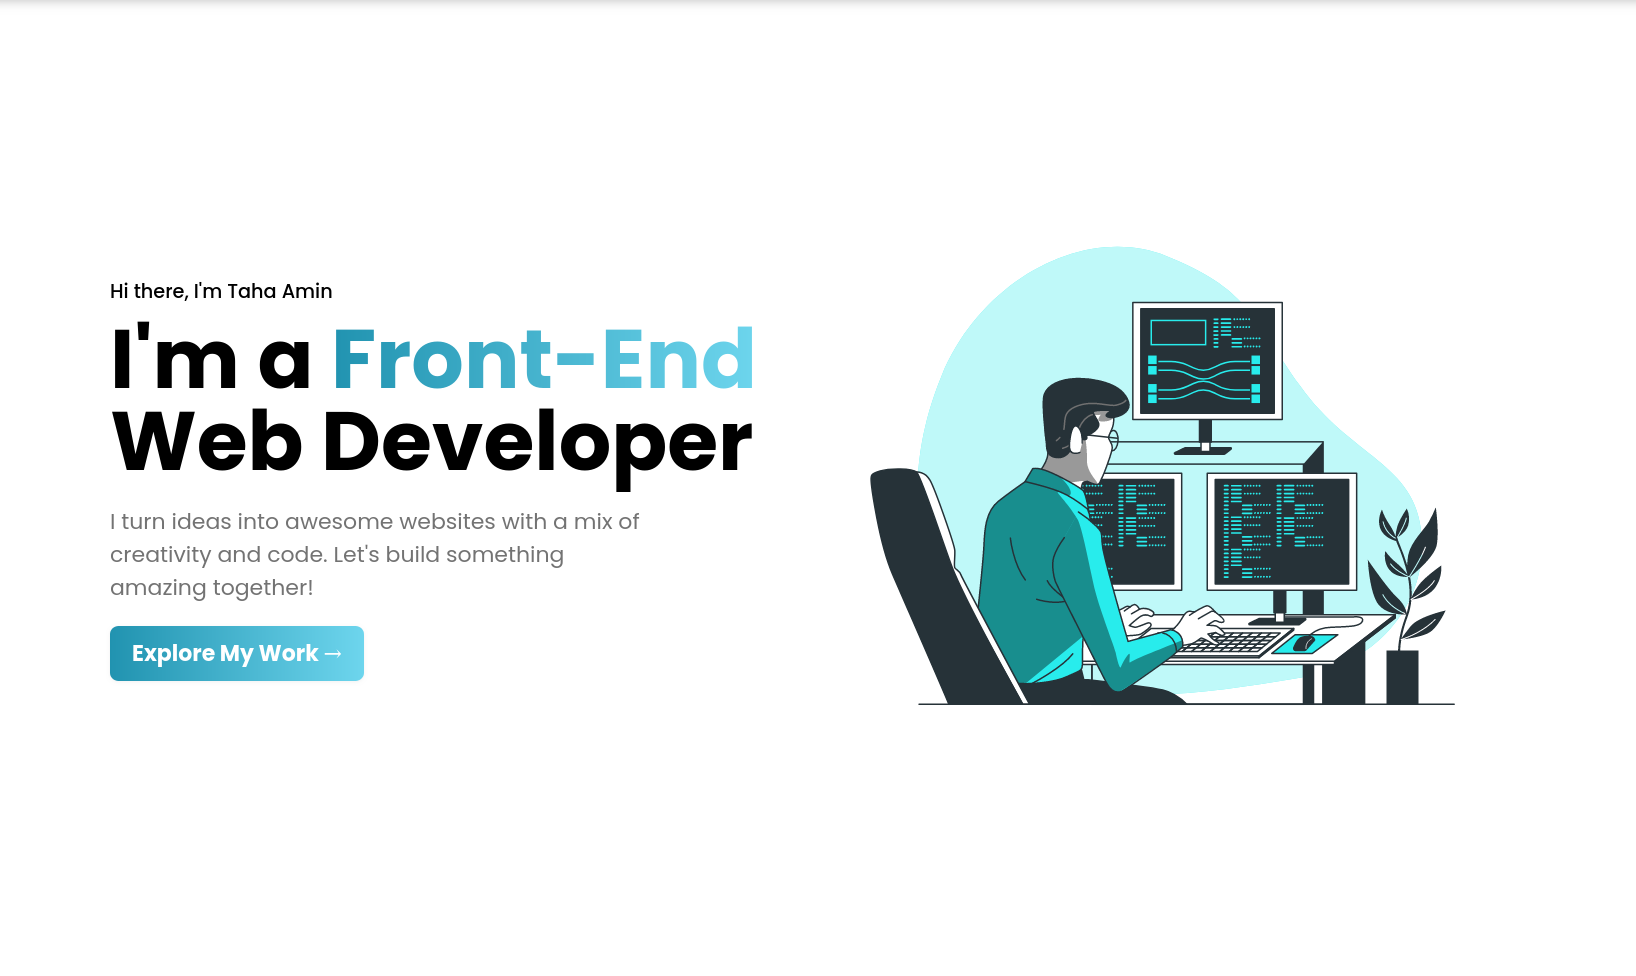 Hi there, I'm Taha Amin
I'm a Front-End
Web Developer
I turn ideas into awesome websites with a mix of
creativity and code. Let's build something
amazing together!
Explore My Work →